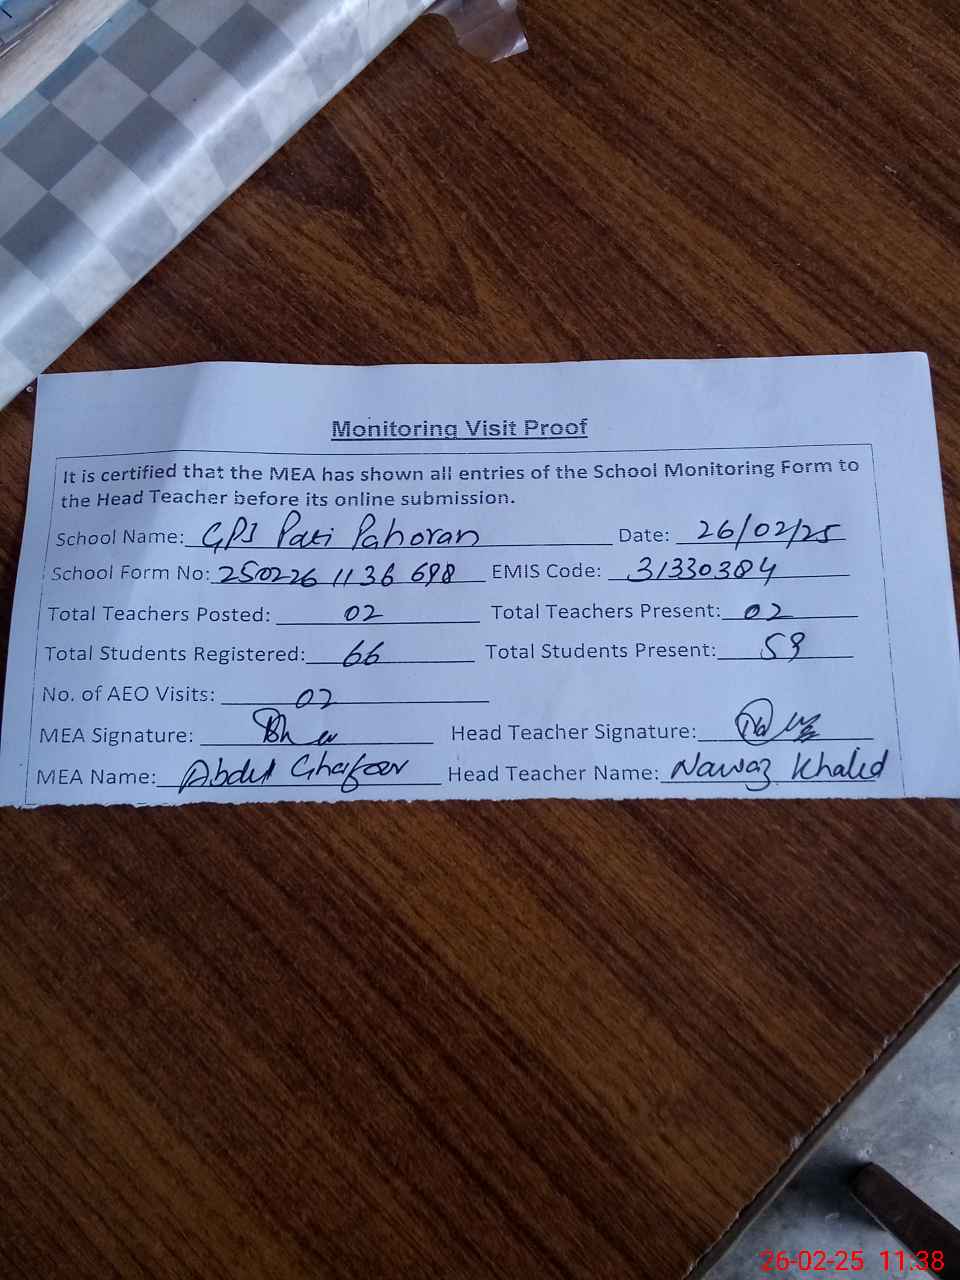 Monitoring Visit Proof
It is certified that the MEA has shown all entries of the School Monitoring Form to
the Head Teacher before its online submission.
School Name: GPS Pati Pahoran Date: 26/02/25
School Form No: 250226 1136 698 EMIS Code: 31330384
Total Teachers Posted: 02 Total Teachers Present: 02
Total Students Registered: 66 Total Students Present: 59
No. of AEO Visits: 02
MEA Signature: Head Teacher Signature:
MEA Name: Abdul Ghafoor Head Teacher Name: Nawaz Khalid
26-02-25 11:38